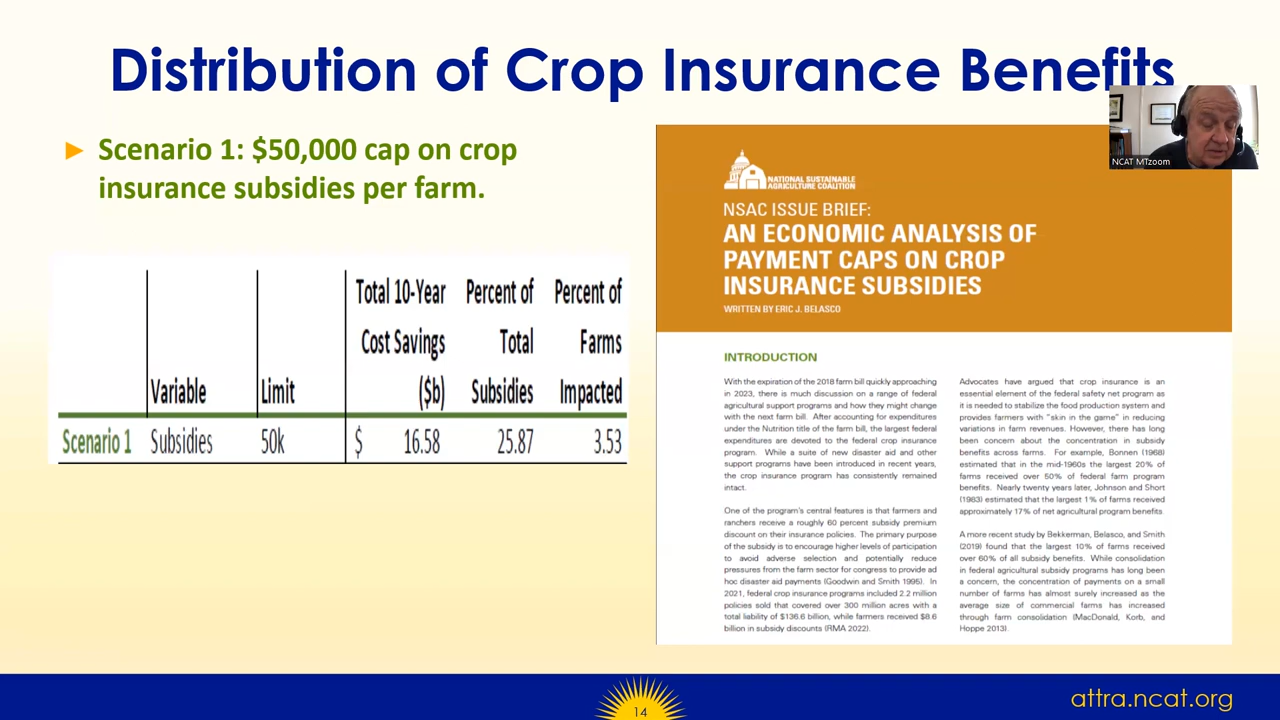 Distribution of Crop Insurance Benefits
Scenario 1: $50,000 cap on crop
insurance subsidies per farm.
Total 10-Year Percent of Percent of
Cost Savings Total Farms
Variable Limit ($b) Subsidies Impacted
Scenario 1 Subsidies 50k $ 16.58 25.87 3.53
NCAT MTzoom
NATIONAL SUSTAINABLE
AGRICULTURE COALITION
NSAC ISSUE BRIEF:
AN ECONOMIC ANALYSIS OF
PAYMENT CAPS ON CROP
INSURANCE SUBSIDIES
WRITTEN BY ERIC J. BELASCO
INTRODUCTION
With the expiration of the 2018 farm bill quickly approaching
in 2023, there is much discussion on a range of federal
agricultural support programs and how they might change
with the next farm bill. After accounting for expenditures
under the Nutrition title of the farm bill, the largest federal
expenditures are devoted to the federal crop insurance
program. While a suite of new disaster aid and other
support programs have been introduced in recent years,
the crop insurance program has consistently remained
intact.
One of the program's central features is that farmers and
ranchers receive a roughly 60 percent subsidy premium
discount on their insurance policies. The primary purpose
of the subsidy is to encourage higher levels of participation
to avoid adverse selection and potentially reduce
pressures from the farm sector for congress to provide ad
hoc disaster aid payments (Goodwin and Smith 1995). In
2021, federal crop insurance programs included 2.2 million
policies sold that covered over 300 million acres with a
total liability of $136.6 billion, while farmers received $8.6
billion in subsidy discounts (RMA 2022).
Advocates have argued that crop insurance is an
essential element of the federal safety net program as
it is needed to stabilize the food production system and
provides farmers with "skin in the game" in reducing
variations in farm revenues. However, there has long
been concern about the concentration in subsidy
benefits across farms. For example, Bonnen (1968)
estimated that in the mid-1960s the largest 20% of
farms received over 50% of federal farm program
benefits. Nearly twenty years later, Johnson and Short
(1983) estimated that the largest 1% of farms received
approximately 17% of net agricultural program benefits.
A more recent study by Bekkerman, Belasco, and Smith
(2019) found that the largest 10% of farms received
over 60% of all subsidy benefits. While consolidation
in federal agricultural subsidy programs has long been
a concern, the concentration of payments on a small
number of farms has almost surely increased as the
average size of commercial farms has increased
through farm consolidation (MacDonald, Korb, and
Hoppe 2013).
14
attra.ncat.org